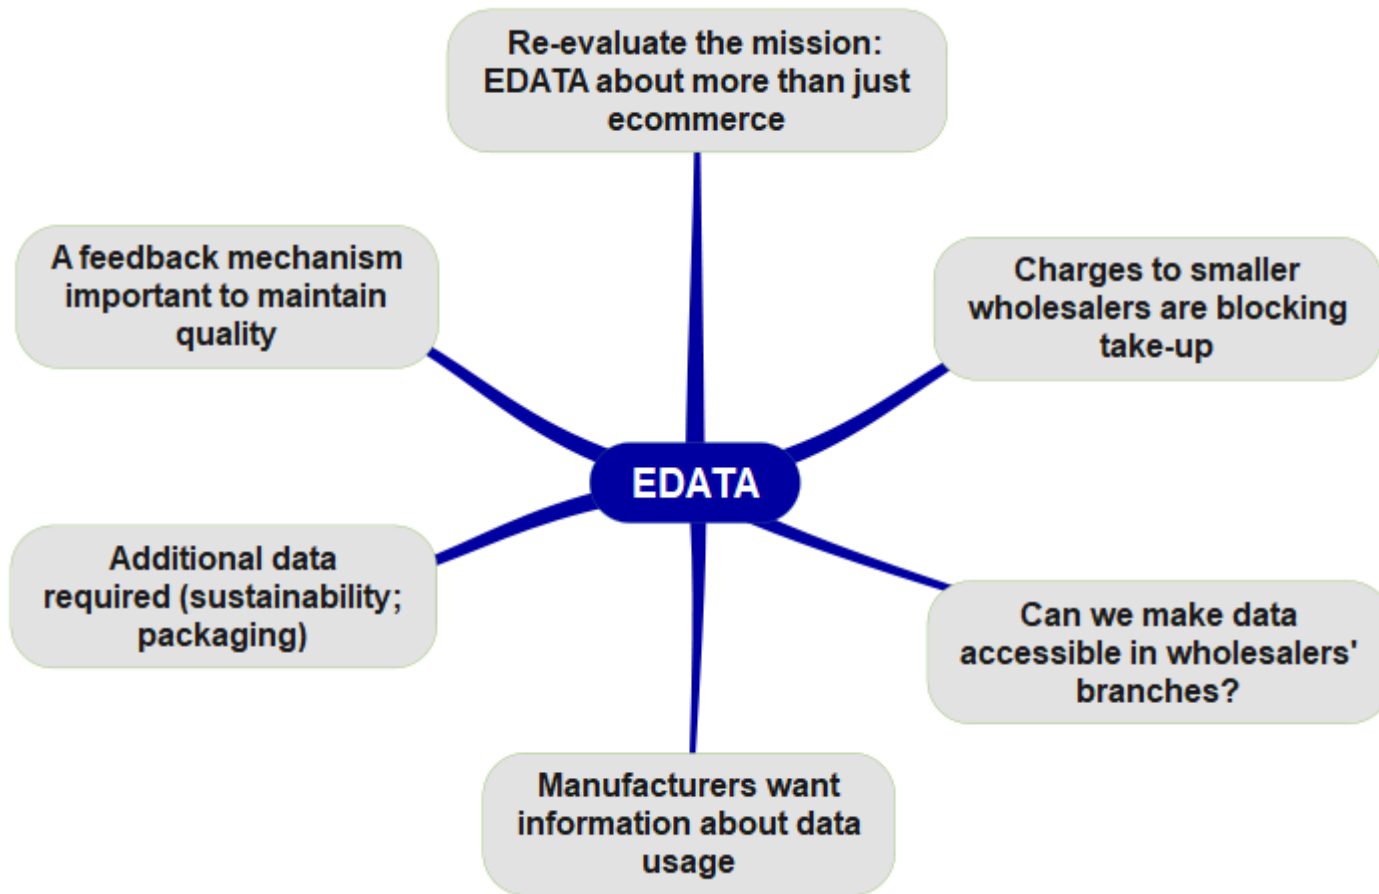 Re-evaluate the mission:
EDATA about more than just
ecommerce
A feedback mechanism
important to maintain
quality
Charges to smaller
wholesalers are blocking
take-up
EDATA
Additional data
required (sustainability;
packaging)
Can we make data
accessible in wholesalers'
branches?
Manufacturers want
information about data
usage